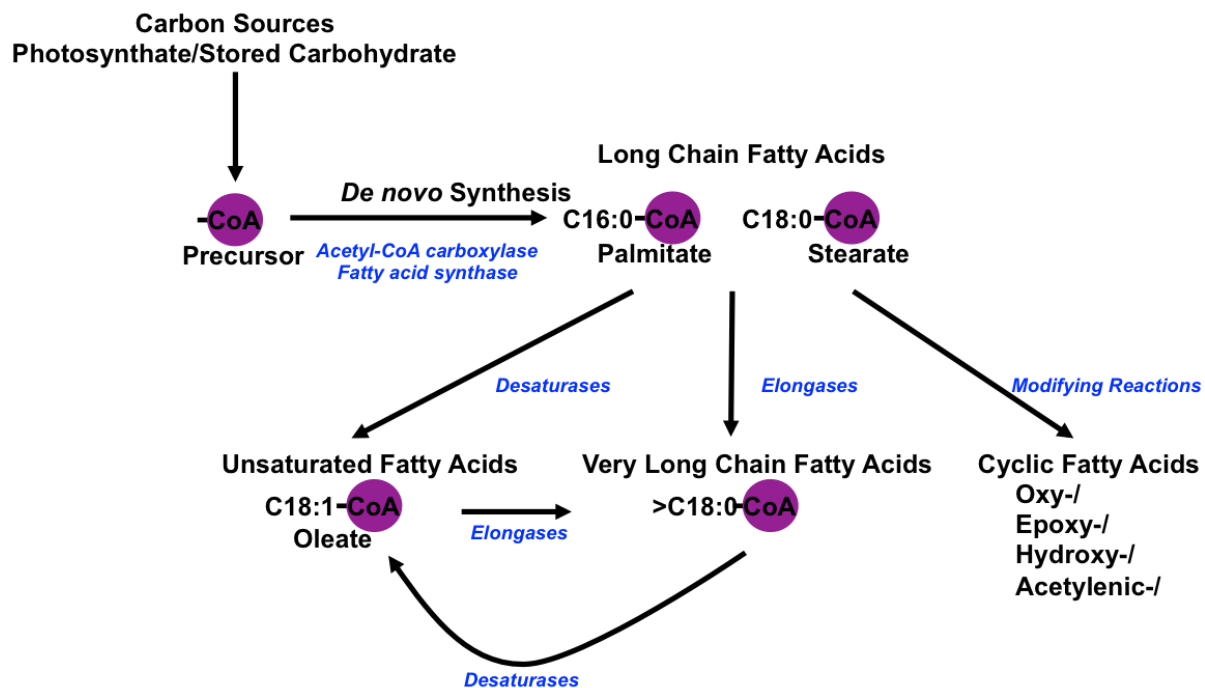 Carbon Sources
Photosynthate/Stored Carbohydrate
Long Chain Fatty Acids
De novo Synthesis
-CoA
C16:0-CoA
C18:0-CoA
Precursor
Acetyl-CoA carboxylase
Fatty acid synthase
Palmitate
Stearate
Desaturases
Elongases
Modifying Reactions
Unsaturated Fatty Acids
Very Long Chain Fatty Acids
Cyclic Fatty Acids
C18:1-CoA
Oleate
Elongases
>C18:0-CoA
Oxy-/
Epoxy-/
Hydroxy-/
Acetylenic-/
Desaturases